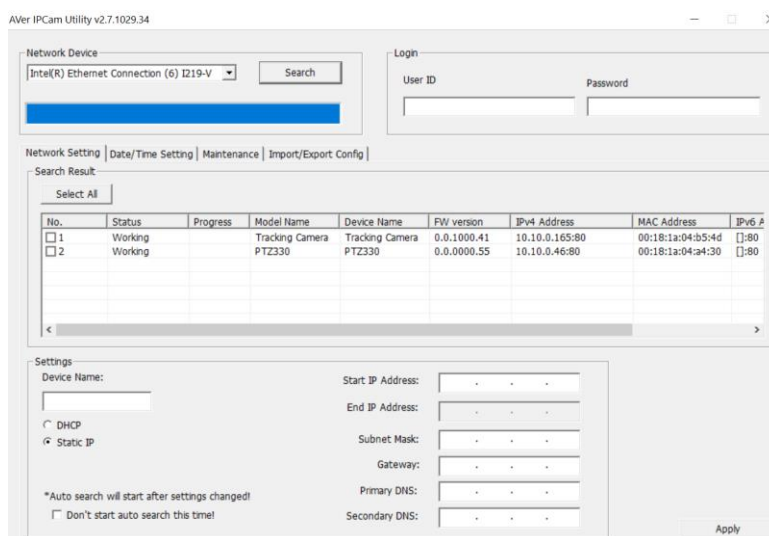 AVer IPCam Utility v2.7.1029.34
Network Device
Intel(R) Ethernet Connection (6) I219-V
Search
Login
User ID
Password
Network Setting
Date/Time Setting
Maintenance
Import/Export Config
Search Result
Select All
No. Status Progress Model Name Device Name FW version IPv4 Address MAC Address IPv6 A
1 Working Tracking Camera Tracking Camera 0.0.1000.41 10.10.0.165:80 00:18:1a:04:b5:4d []:80
2 Working PTZ330 PTZ330 0.0.0000.55 10.10.0.46:80 00:18:1a:04:a4:30 []:80
Settings
Device Name:
DHCP
Static IP
*Auto search will start after settings changed!
Don't start auto search this time!
Start IP Address:
End IP Address:
Subnet Mask:
Gateway:
Primary DNS:
Secondary DNS:
Apply